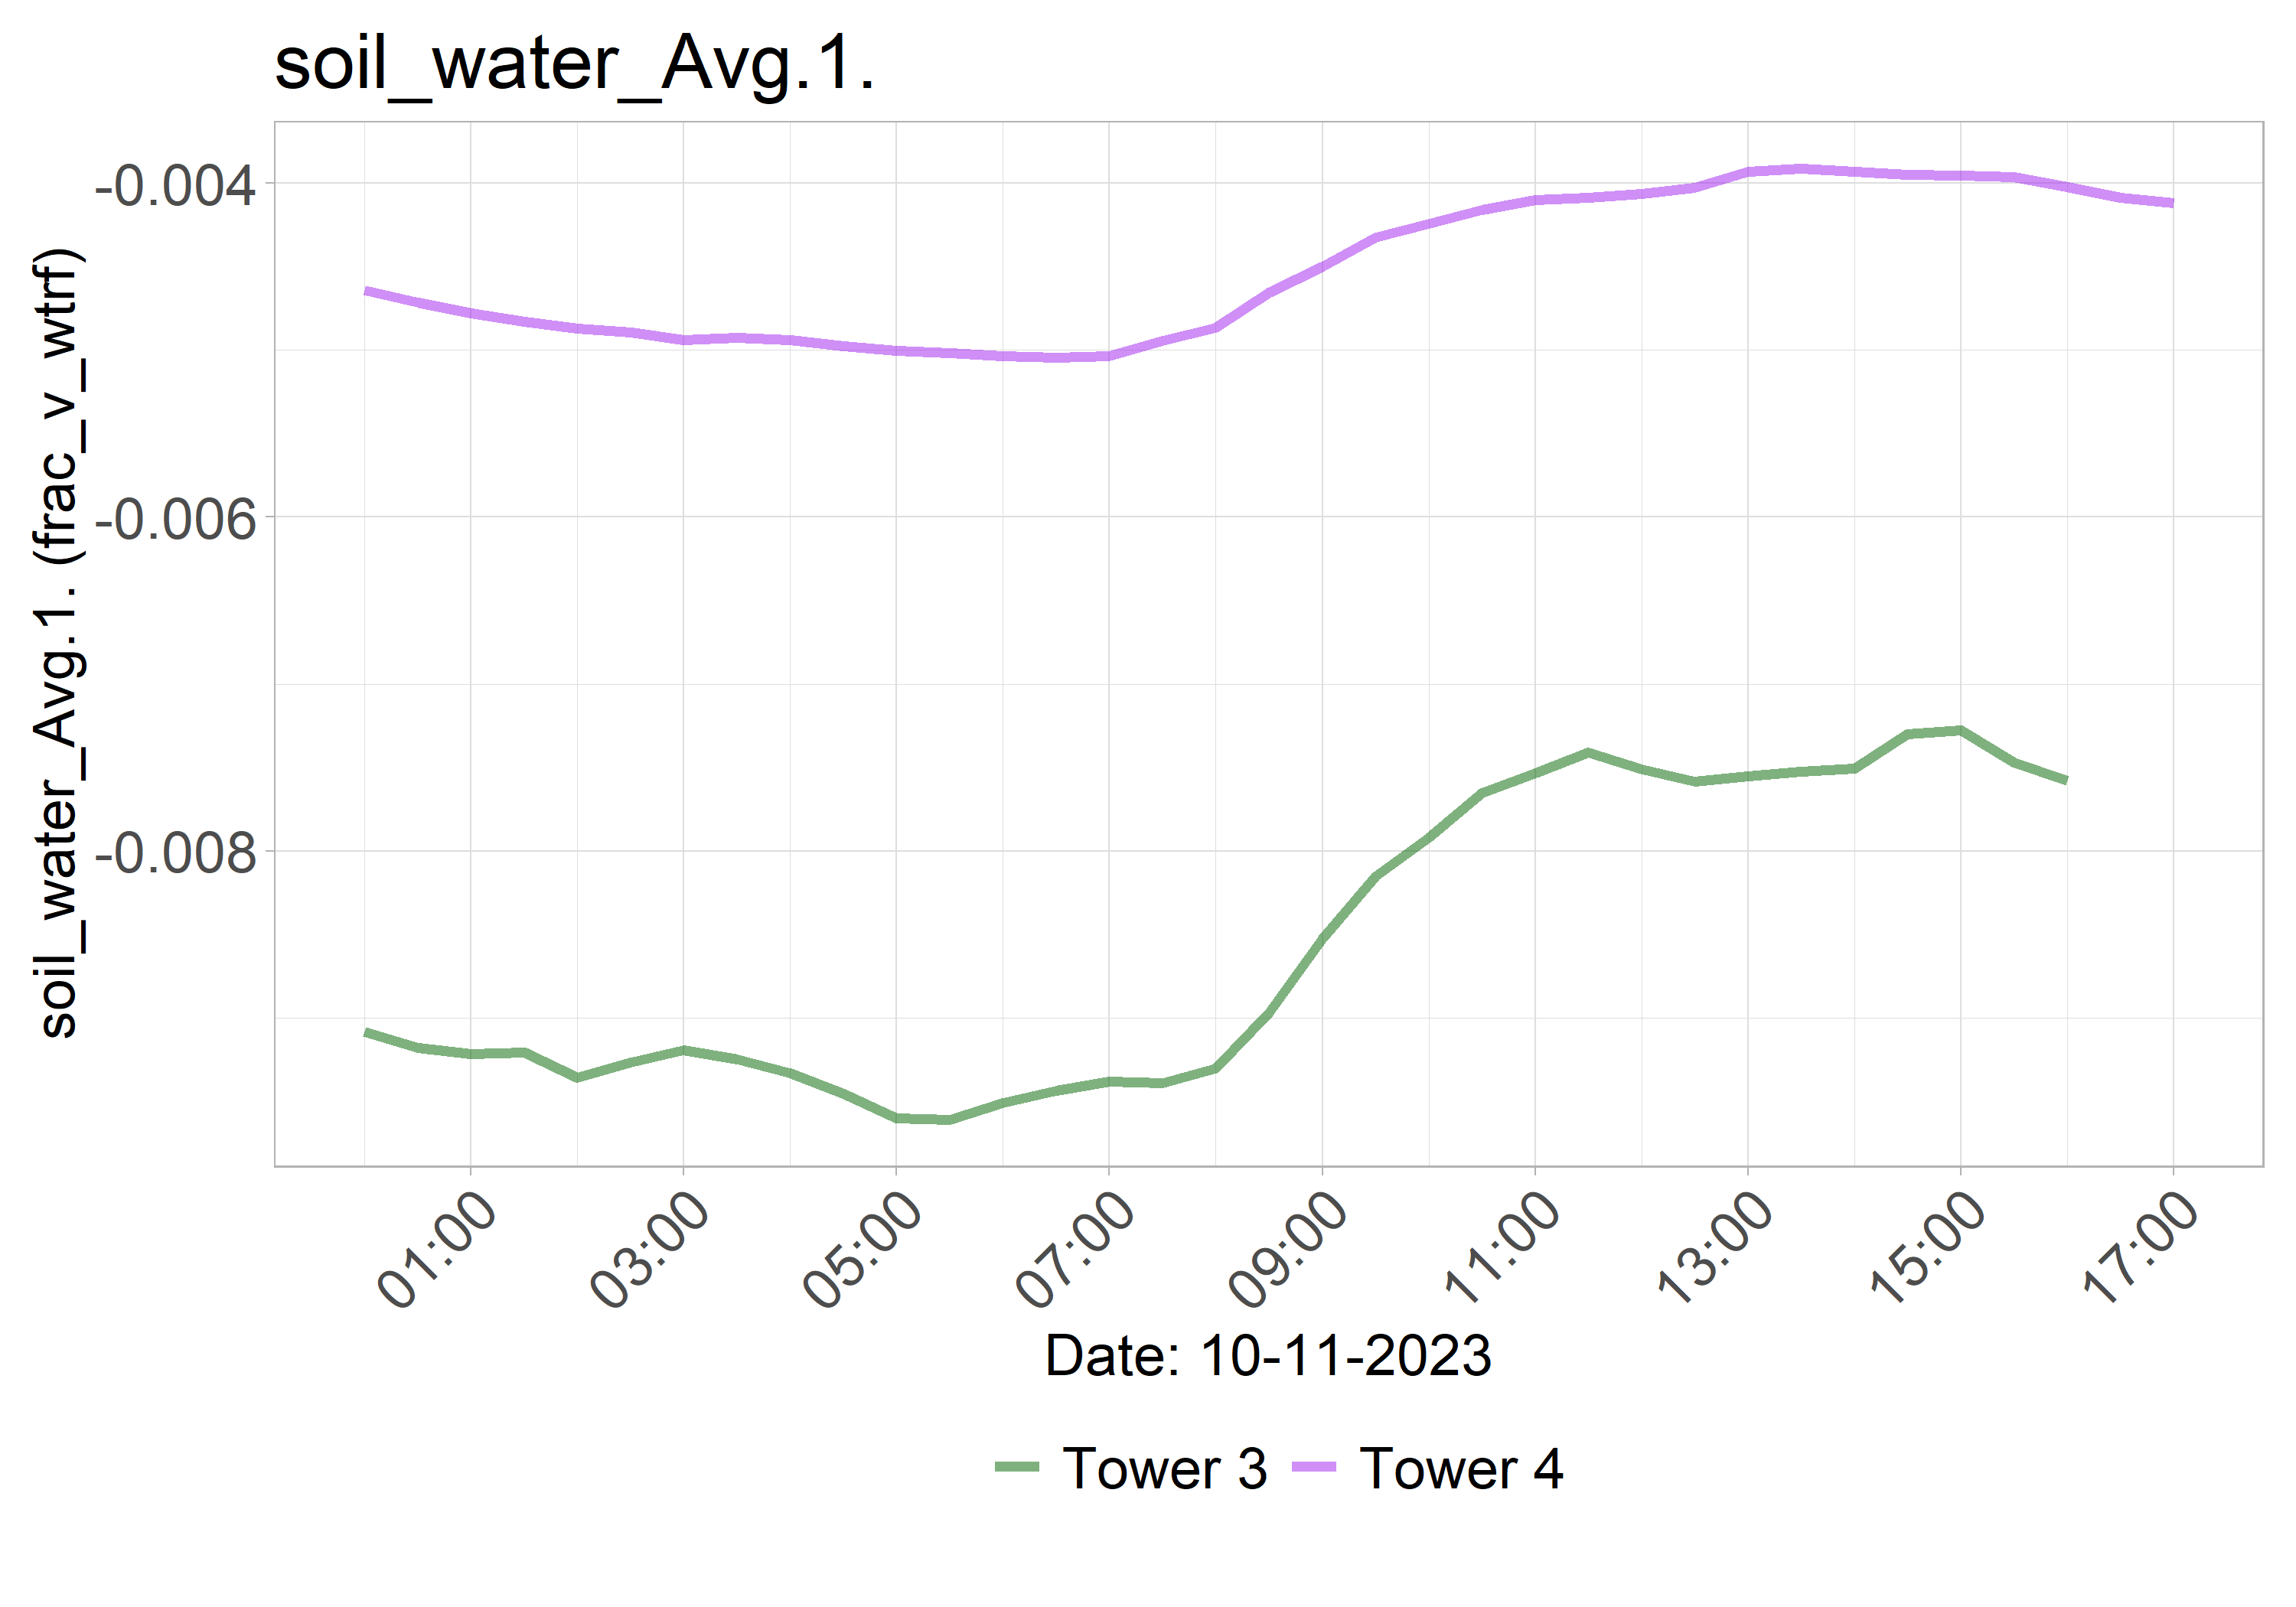 soil_water_Avg.1.
soil_water_Avg.1. (frac_v_wtrf)
-0.004
-0.006
-0.008
01:00
03:00
05:00
07:00
09:00
11:00
13:00
15:00
17:00
Date: 10-11-2023
Tower 3
Tower 4